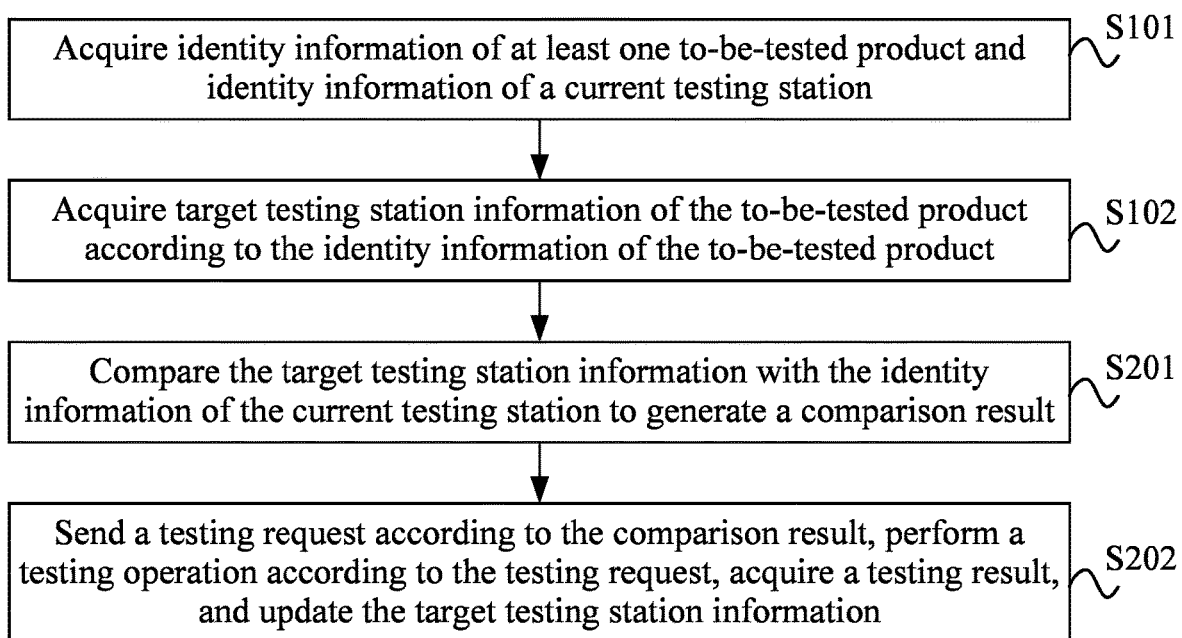 Acquire identity information of at least one to-be-tested product and
identity information of a current testing station
S101
Acquire target testing station information of the to-be-tested product
according to the identity information of the to-be-tested product
S102
Compare the target testing station information with the identity
information of the current testing station to generate a comparison result
S201
Send a testing request according to the comparison result, perform a
testing operation according to the testing request, acquire a testing result,
and update the target testing station information
S202